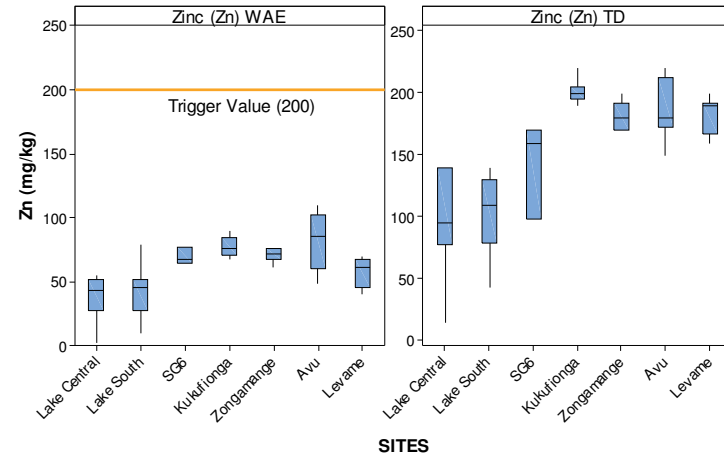 Zinc (Zn) WAE
Zinc (Zn) TD
Zn (mg/kg)
250
200
150
100
50
0
Trigger Value (200)
250
200
150
100
50
0
Lake Central
Lake South
SG6
Kukufionga
Zongamange
Avu
Levame
Lake Central
Lake South
SG6
Kukufionga
Zongamange
Avu
Levame
SITES